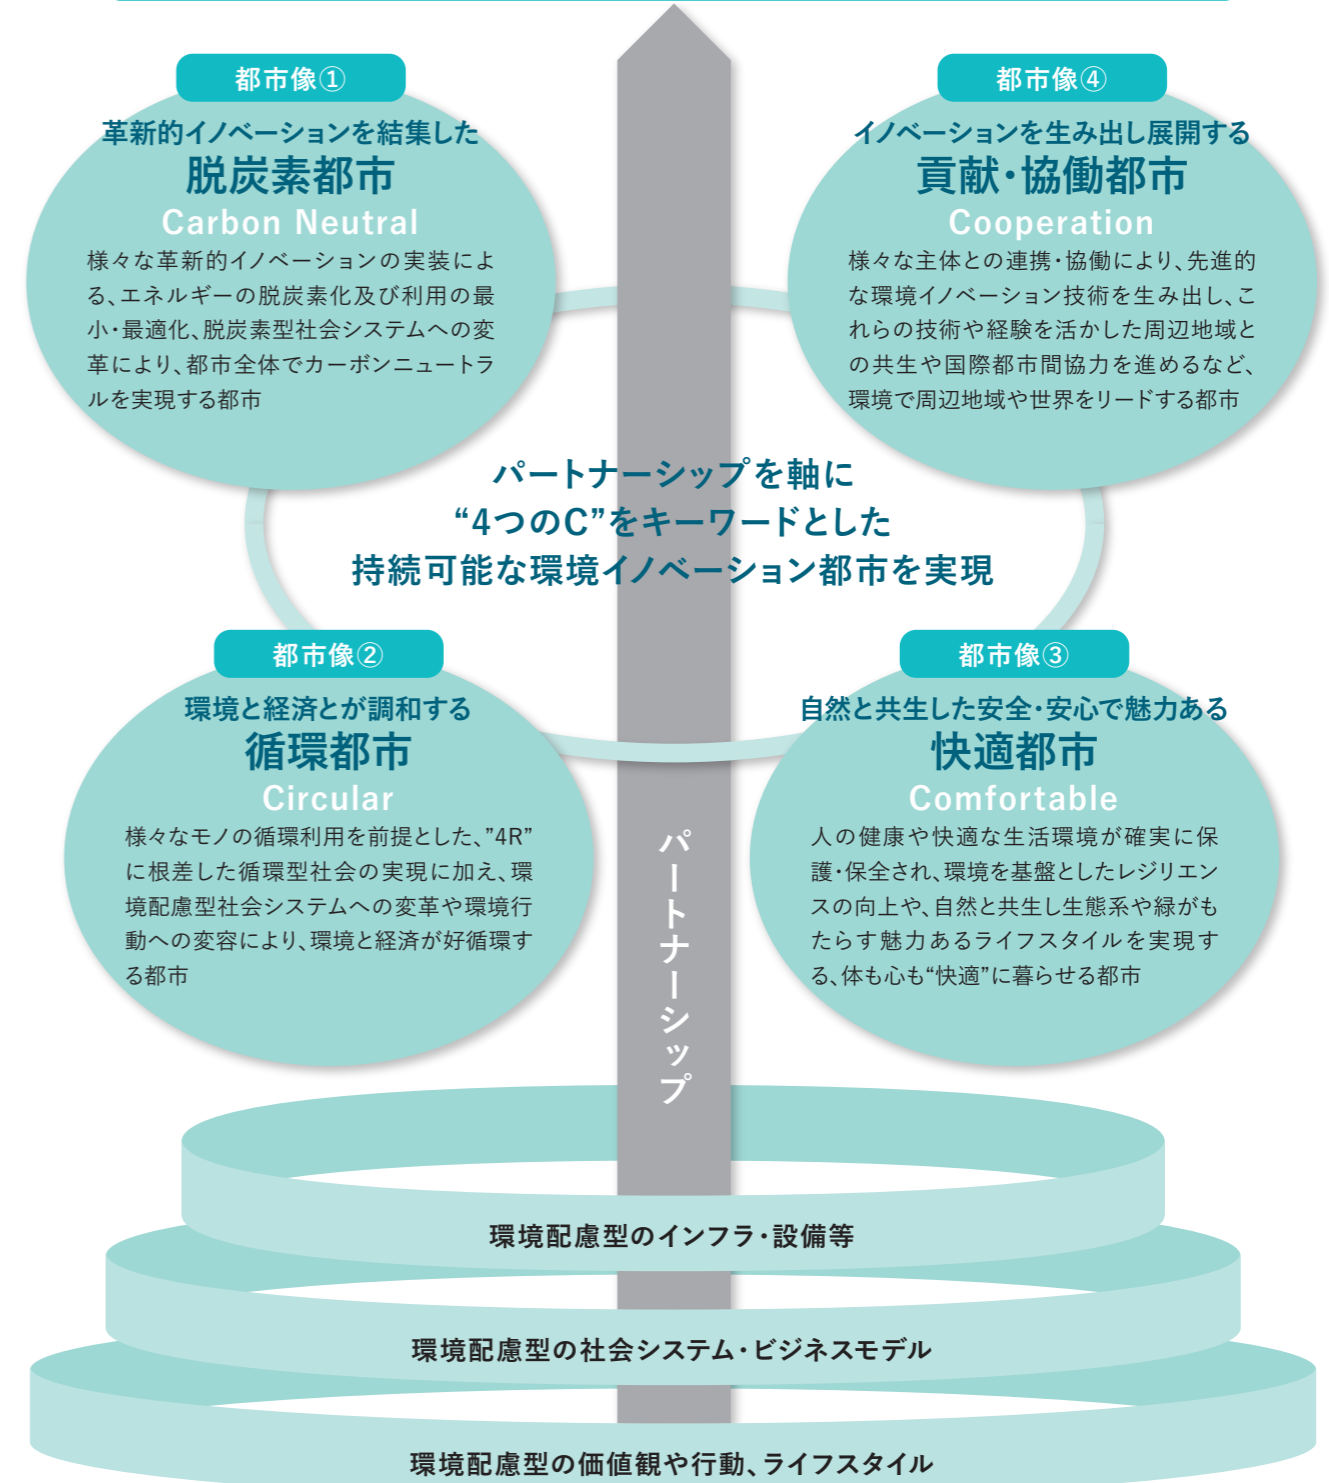 都市像①
革新的イノベーションを結集した
脱炭素都市
Carbon Neutral
様々な革新的イノベーションの実装によ
る、エネルギーの脱炭素化及び利用の最
小・最適化、脱炭素型社会システムへの変
革により、都市全体でカーボンニュートラ
ルを実現する都市
都市像④
イノベーションを生み出し展開する
貢献・協働都市
Cooperation
様々な主体との連携・協働により、先進的
な環境イノベーション技術を生み出し、こ
れらの技術や経験を活かした周辺地域と
の共生や国際都市間協力を進めるなど、
環境で周辺地域や世界をリードする都市
パートナーシップを軸に
“4つのC”をキーワードとした
持続可能な環境イノベーション都市を実現
都市像②
環境と経済とが調和する
循環都市
Circular
様々なモノの循環利用を前提とした、”4R”
に根差した循環型社会の実現に加え、環
境配慮型社会システムへの変革や環境行
動への変容により、環境と経済が好循環す
る都市
都市像③
自然と共生した安全・安心で魅力ある
快適都市
Comfortable
人の健康や快適な生活環境が確実に保
護・保全され、環境を基盤としたレジリエン
スの向上や、自然と共生し生態系や緑がも
たらす魅力あるライフスタイルを実現す
る、体も心も“快適”に暮らせる都市
パートナーシップ
環境配慮型のインフラ・設備等
環境配慮型の社会システム・ビジネスモデル
環境配慮型の価値観や行動、ライフスタイル